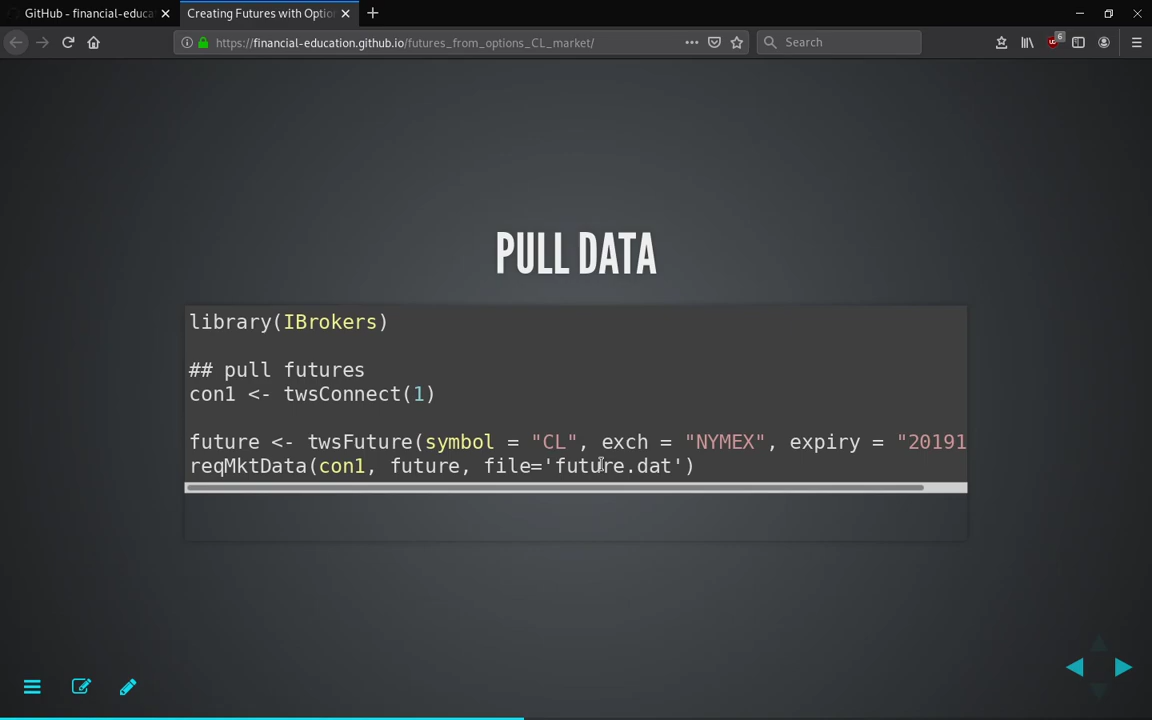 GitHub - financial-educa
Creating Futures with Optio
https://financial-education.github.io/futures_from_options_CL_market/
Search
6
PULL DATA
library(IBrokers)
## pull futures
con1 <- twsConnect(1)
future <- twsFuture(symbol = "CL", exch = "NYMEX", expiry = "20191
reqMktData(con1, future, file='future.dat')